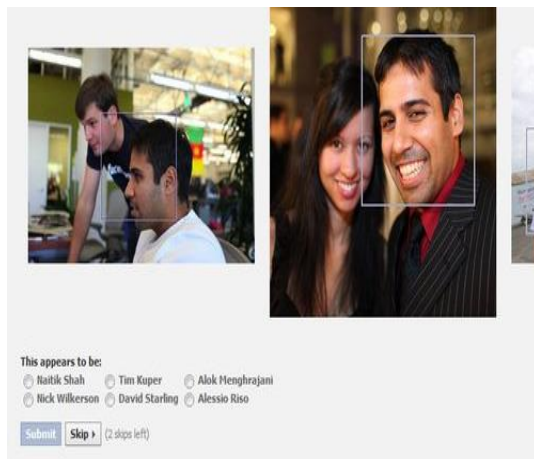 This appears to be:
Naitik Shah Tim Kuper Alok Menghrajani
Nick Wilkerson David Starling Alessio Riso
Submit Skip (2 skips left)